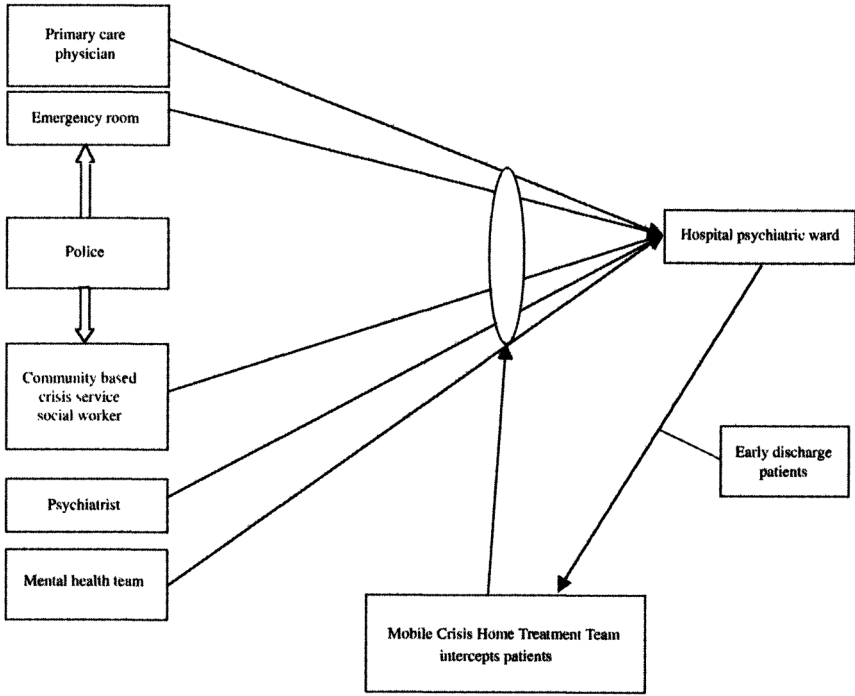 Primary care
physician
Emergency room
Police
Community based
crisis service
social worker
Psychiatrist
Mental health team
Hospital psychiatric ward
Early discharge
patients
Mobile Crisis Home Treatment Team
intercepts patients